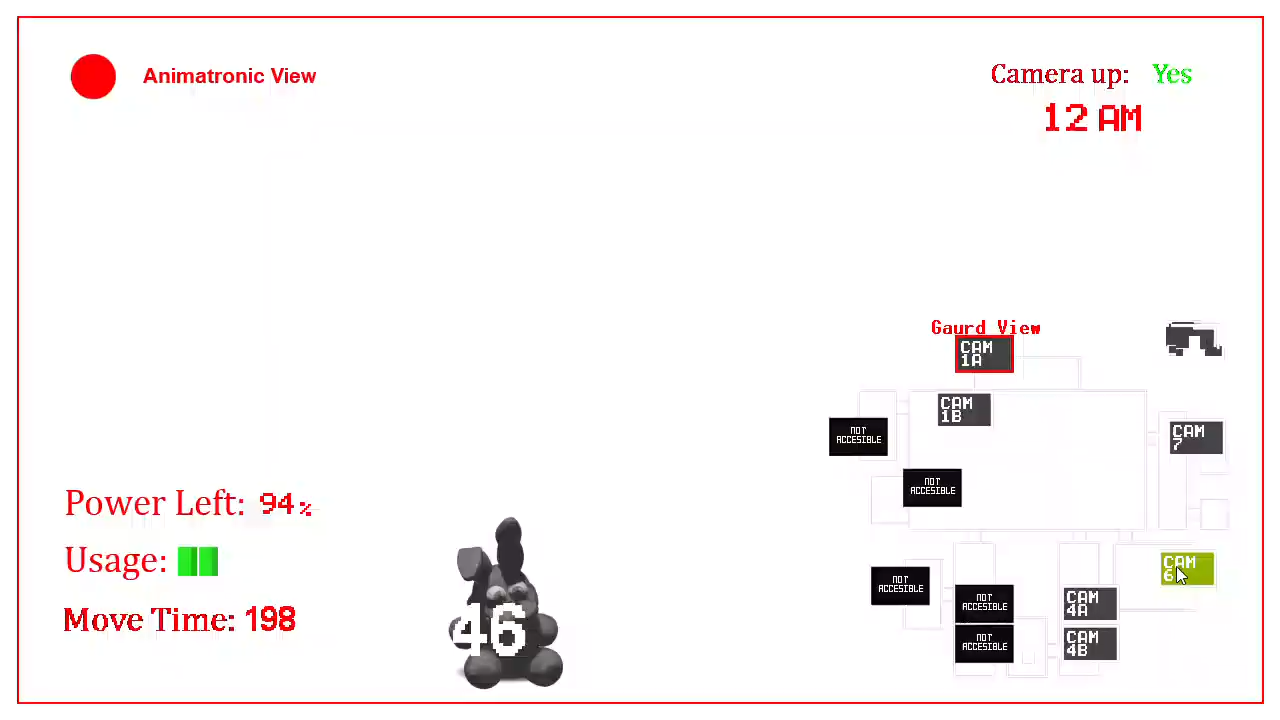 Animatronic View
Camera up: Yes
12 AM
Gaurd View
CAM
1A
CAM
1B
NOT
ACCESIBLE
CAM
7
NOT
ACCESIBLE
Power Left: 94%
Usage:
Move Time: 198
46
CAM
6
NOT
ACCESIBLE
NOT
ACCESIBLE
CAM
4A
NOT
ACCESIBLE
CAM
4B